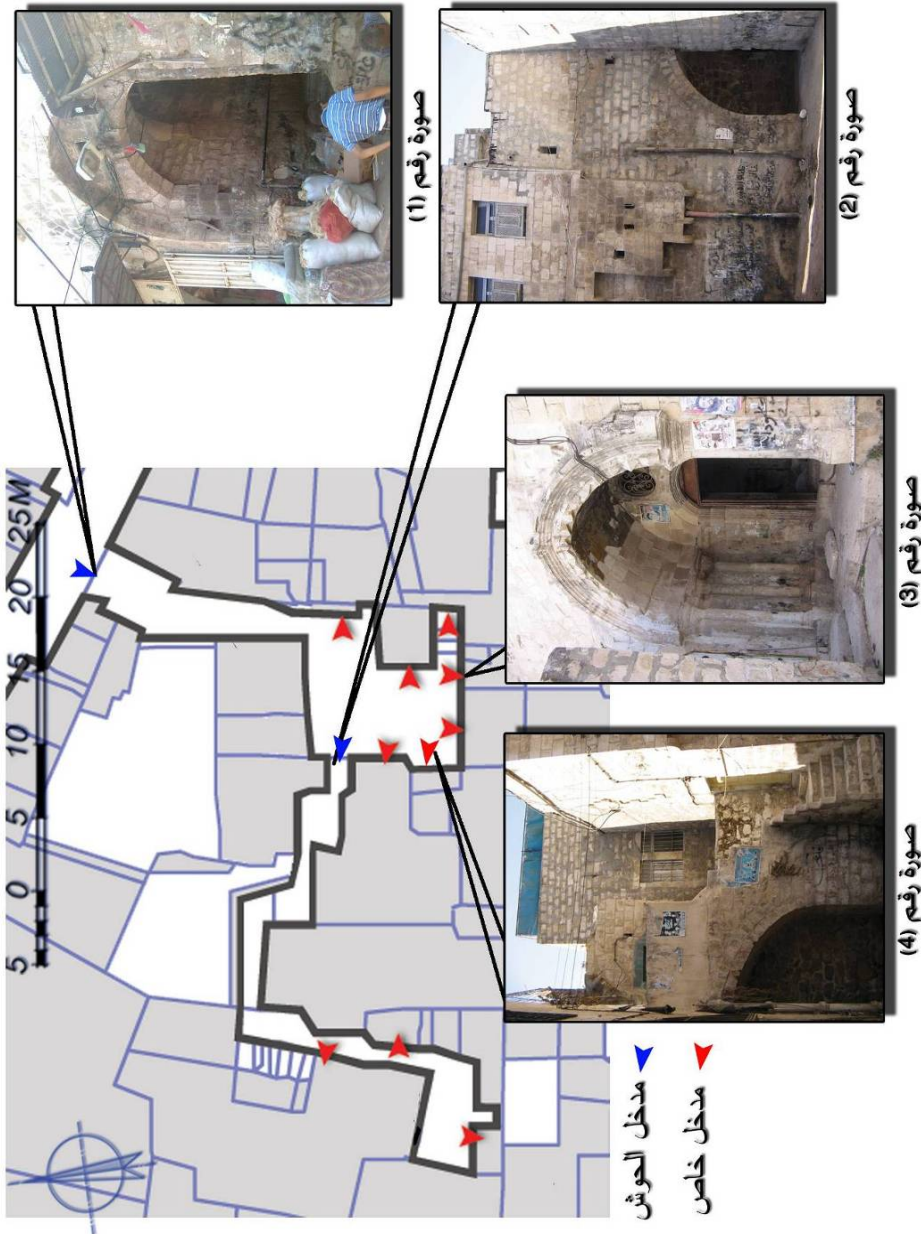 صورة رقم (1)
صورة رقم (2)
صورة رقم (3)
صورة رقم (4)
5 0 5 10 15 20 25M
مدخل الحوش
مدخل خاص